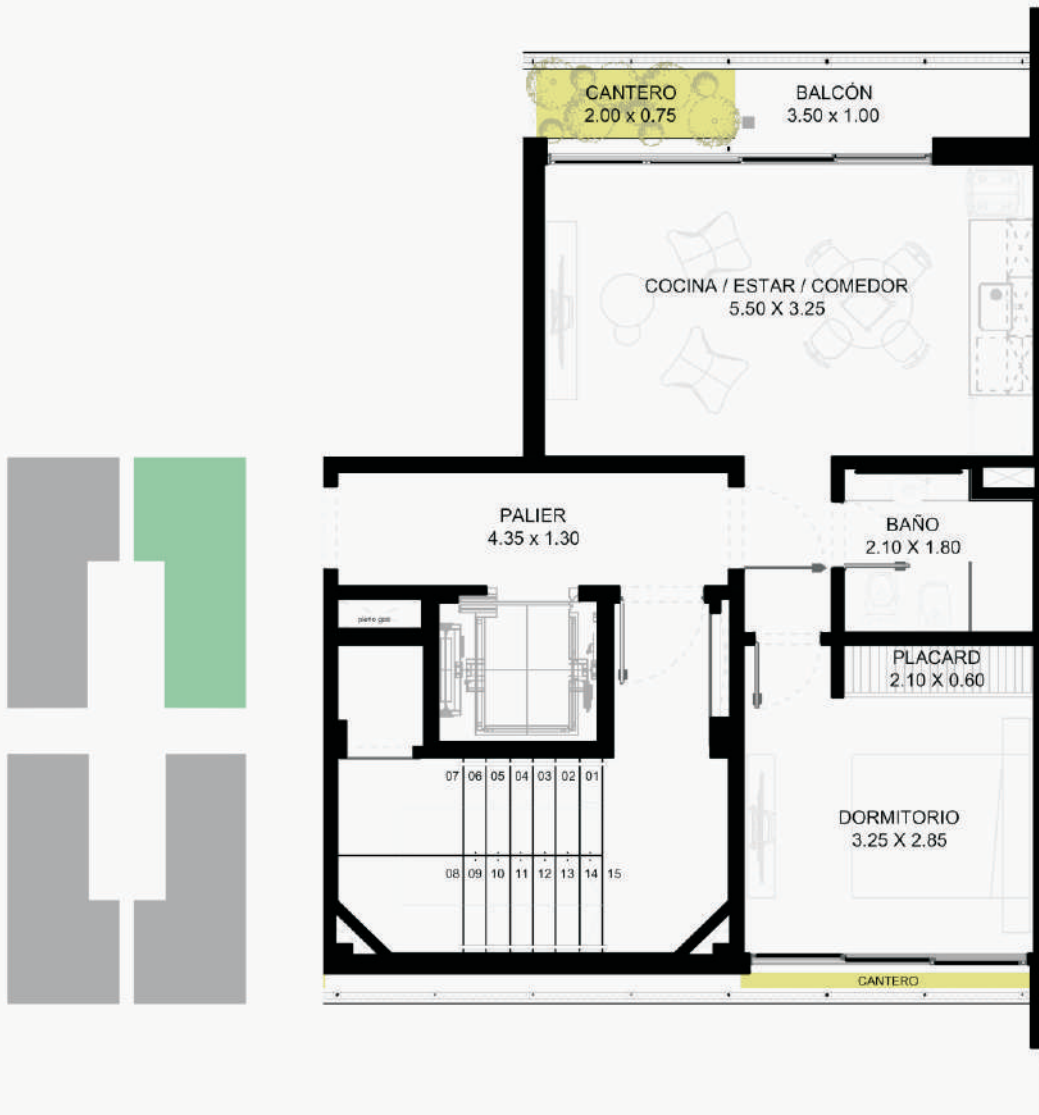 CANTERO
2.00 x 0.75
BALCÓN
3.50 x 1.00
COCINA / ESTAR / COMEDOR
5.50 X 3.25
PALIER
4.35 x 1.30
BAÑO
2.10 X 1.80
pleno gas
PLACARD
2.10 X 0.60
07 06 05 04 03 02 01
DORMITORIO
3.25 X 2.85
08 09 10 11 12 13 14 15
CANTERO